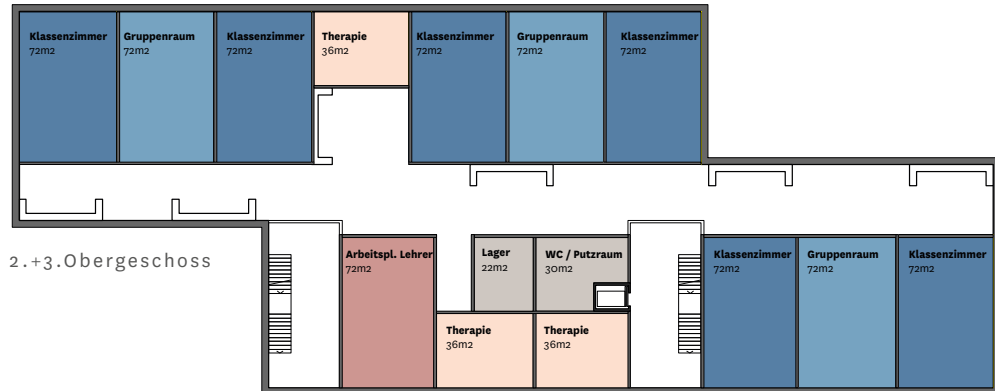 Klassenzimmer
72m2
Gruppenraum
72m2
Klassenzimmer
72m2
Therapie
36m2
Klassenzimmer
72m2
Gruppenraum
72m2
Klassenzimmer
72m2
2.+3.Obergeschoss
Arbeitspl. Lehrer
72m2
Lager
22m2
WC / Putzraum
30m2
Klassenzimmer
72m2
Gruppenraum
72m2
Klassenzimmer
72m2
Therapie
36m2
Therapie
36m2